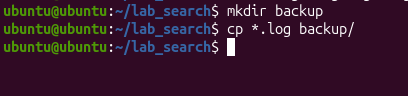 ubuntu@ubuntu:~/lab_search$ mkdir backup
ubuntu@ubuntu:~/lab_search$ cp *.log backup/
ubuntu@ubuntu:~/lab_search$